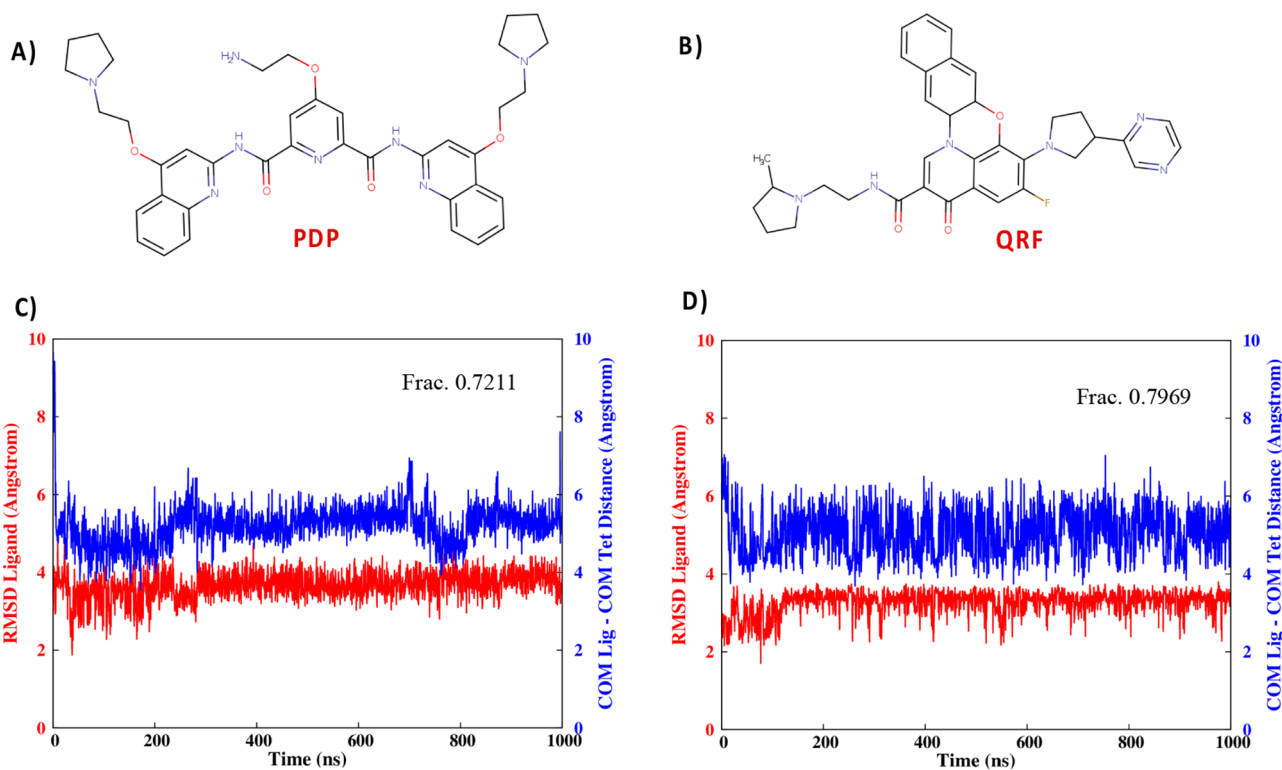 A)
N
H2N
O
N
O
H
N
O
N
H
N
O
N
O
N
PDP
B)
O
N
N
N
N
H3C
N
H
N
O
O
F
QRF
C)
10
8
6
4
2
0
RMSD Ligand (Angstrom)
Frac. 0.7211
10
8
6
4
2
0
COM Lig - COM Tet Distance (Angstrom)
0 200 400 600 800 1000
Time (ns)
D)
10
8
6
4
2
0
RMSD Ligand (Angstrom)
Frac. 0.7969
10
8
6
4
2
0
COM Lig - COM Tet Distance (Angstrom)
0 200 400 600 800 1000
Time (ns)